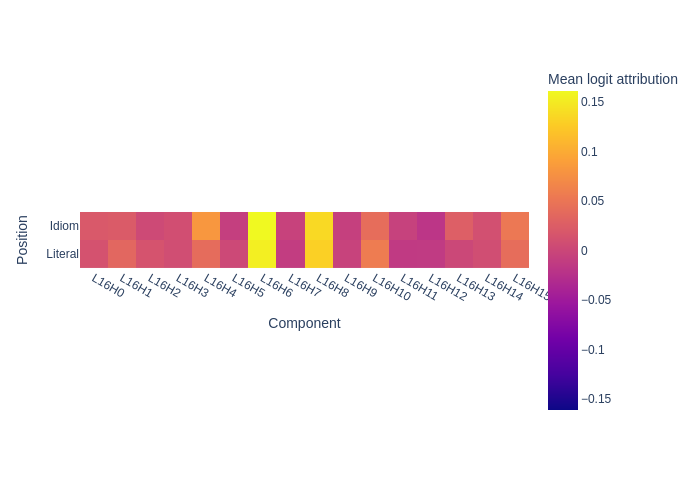 Mean logit attribution
0.15
0.1
0.05
0
−0.05
−0.1
−0.15
Position
Idiom
Literal
L16H0
L16H1
L16H2
L16H3
L16H4
L16H5
L16H6
L16H7
L16H8
L16H9
L16H10
L16H11
L16H12
L16H13
L16H14
L16H15
Component